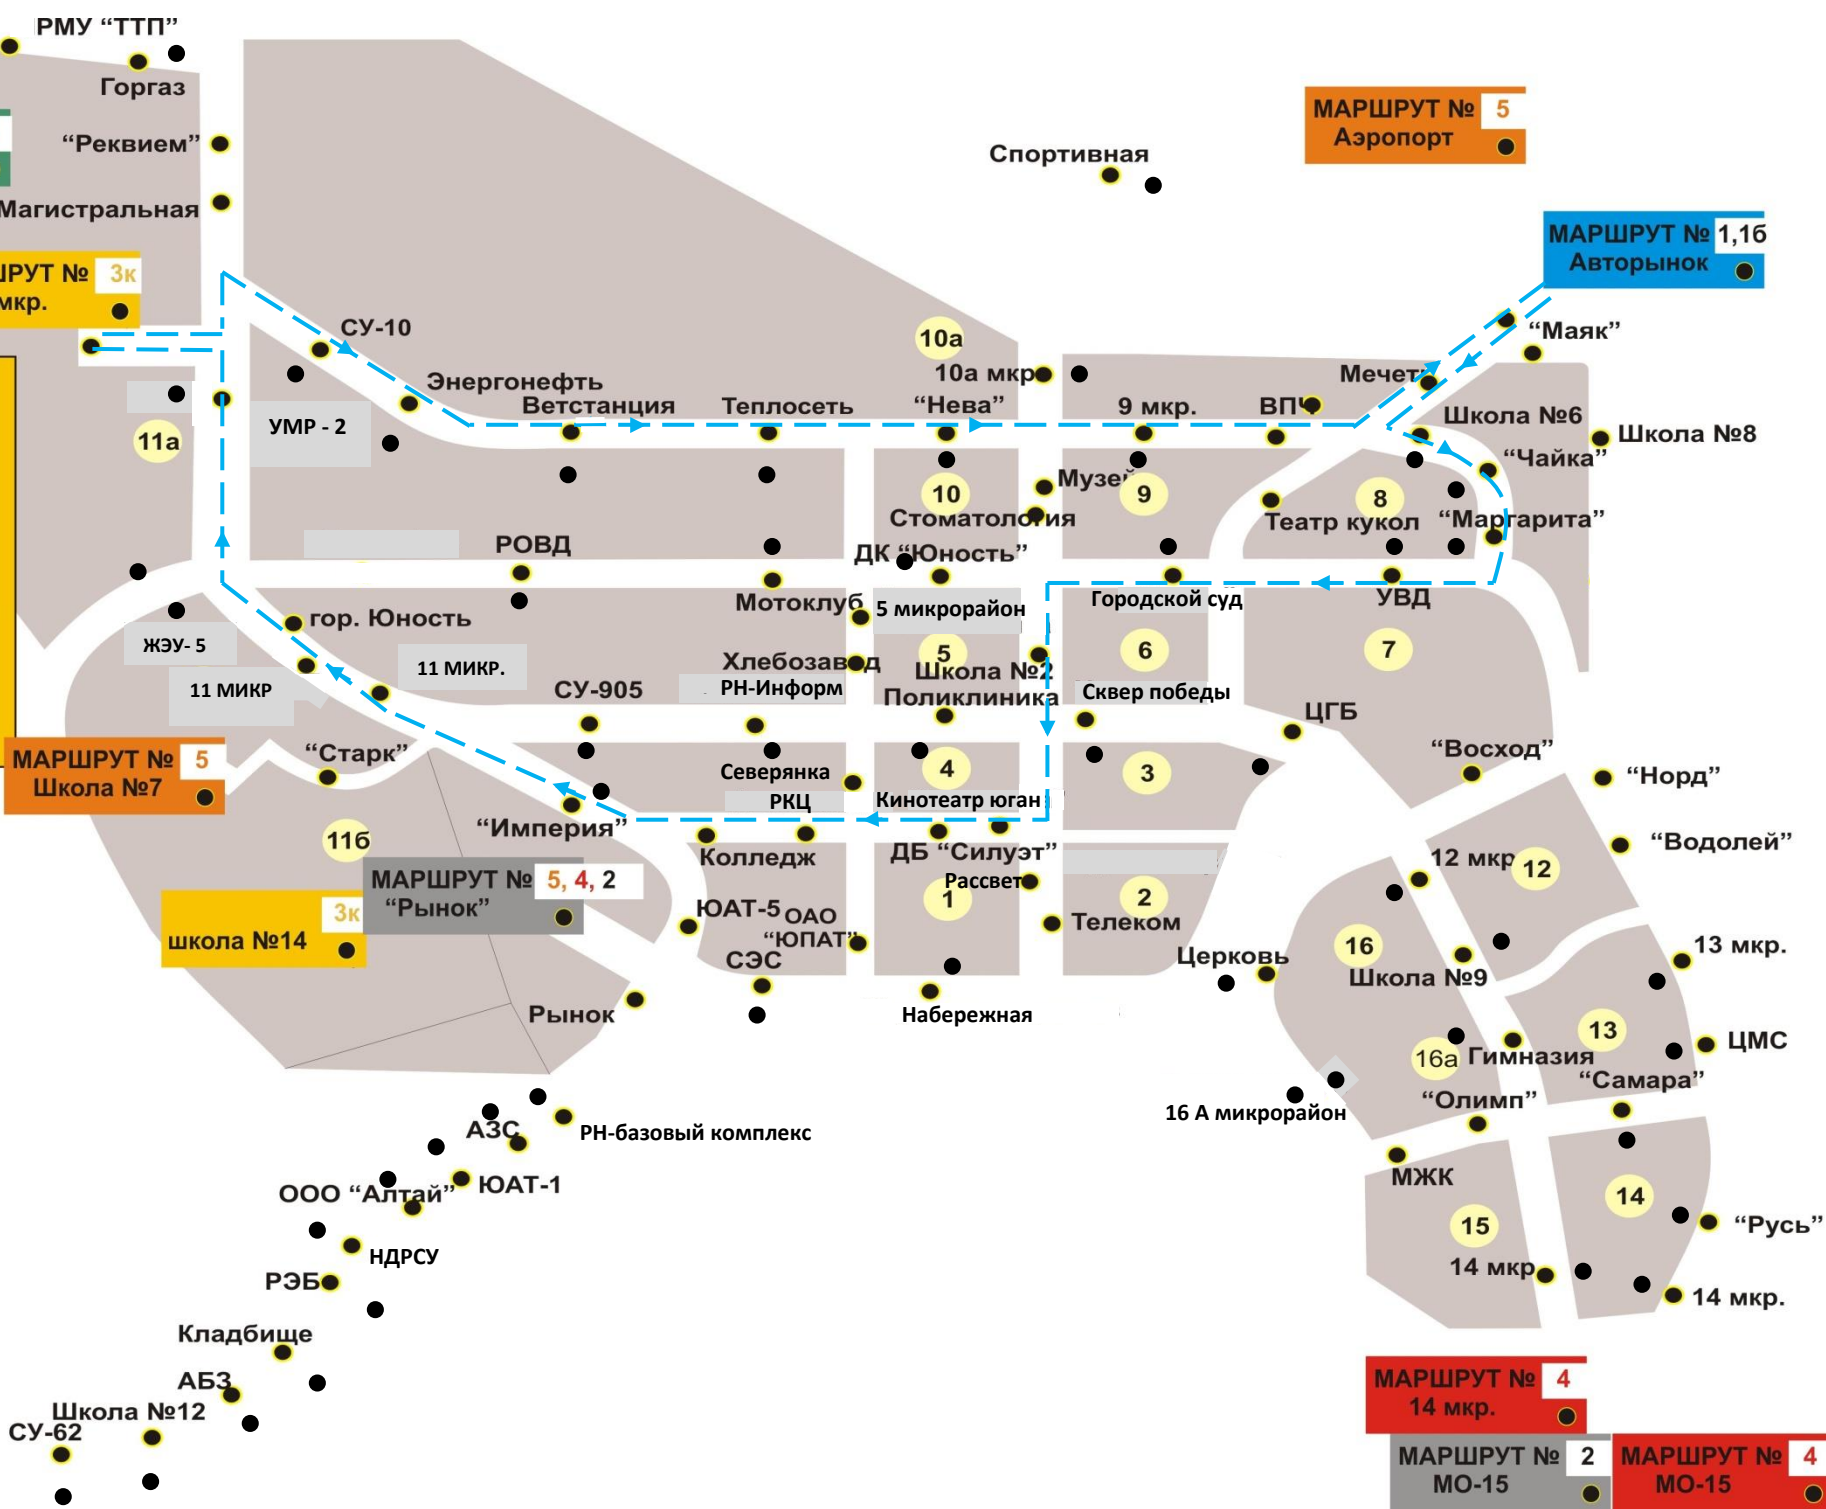 РМУ “ТТП”
Горгаз
“Реквием”
Магистральная
МАРШРУТ № 5
Аэропорт
Спортивная
МАРШРУТ № 1,1б
Авторынок
3к
мкр.
СУ-10
10а
“Маяк”
Энергонефть
10а мкр
Мечеть
Ветстанция
Теплосеть
“Нева”
9 мкр.
ВПЧ
Школа №6
УМР - 2
11а
Школа №8
“Чайка”
Музей
10
9
8
Стоматология
Театр кукол
“Маргарита”
РОВД
ДК “Юность”
Мотоклуб
5 микрорайон
Городской суд
УВД
гор. Юность
ЖЭУ- 5
11 МИКР.
11 МИКР
Хлебозавод
5
Школа №2
6
7
СУ-905
РН-Информ
Поликлиника
Сквер победы
ЦГБ
“Старк”
МАРШРУТ № 5
Школа №7
Северянка
4
3
“Восход”
“Норд”
РКЦ
Кинотеатр юган
“Империя”
11б
Колледж
ДБ “Силуэт”
“Водолей”
12 мкр
12
МАРШРУТ № 5, 4, 2
“Рынок”
Рассвет
1
2
ЮАТ-5
ОАО
“ЮПАТ”
Телеком
3к
школа №14
СЭС
Церковь
16
13 мкр.
Школа №9
Рынок
Набережная
13
ЦМС
16а
Гимназия
“Самара”
“Олимп”
16 А микрорайон
АЗС
РН-базовый комплекс
МЖК
ООО “Алтай”
ЮАТ-1
14
15
“Русь”
НДРСУ
РЭБ
14 мкр
14 мкр.
Кладбище
АБЗ
Школа №12
СУ-62
МАРШРУТ № 4
14 мкр.
МАРШРУТ № 2
МО-15
МАРШРУТ № 4
МО-15